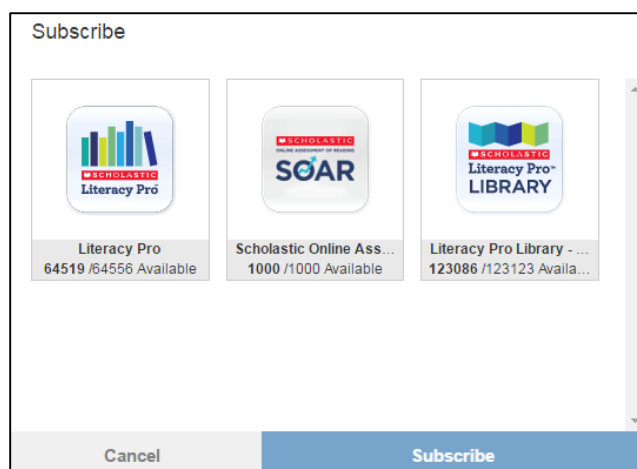 Subscribe
SCHOLASTIC
Literacy Pro
SCHOLASTIC
ONLINE ASSESSMENT OF READING
SOAR
SCHOLASTIC
Literacy Pro™
LIBRARY
Literacy Pro
64519 /64556 Available
Scholastic Online Ass...
1000 /1000 Available
Literacy Pro Library - ...
123086 /123123 Availa...
Cancel
Subscribe